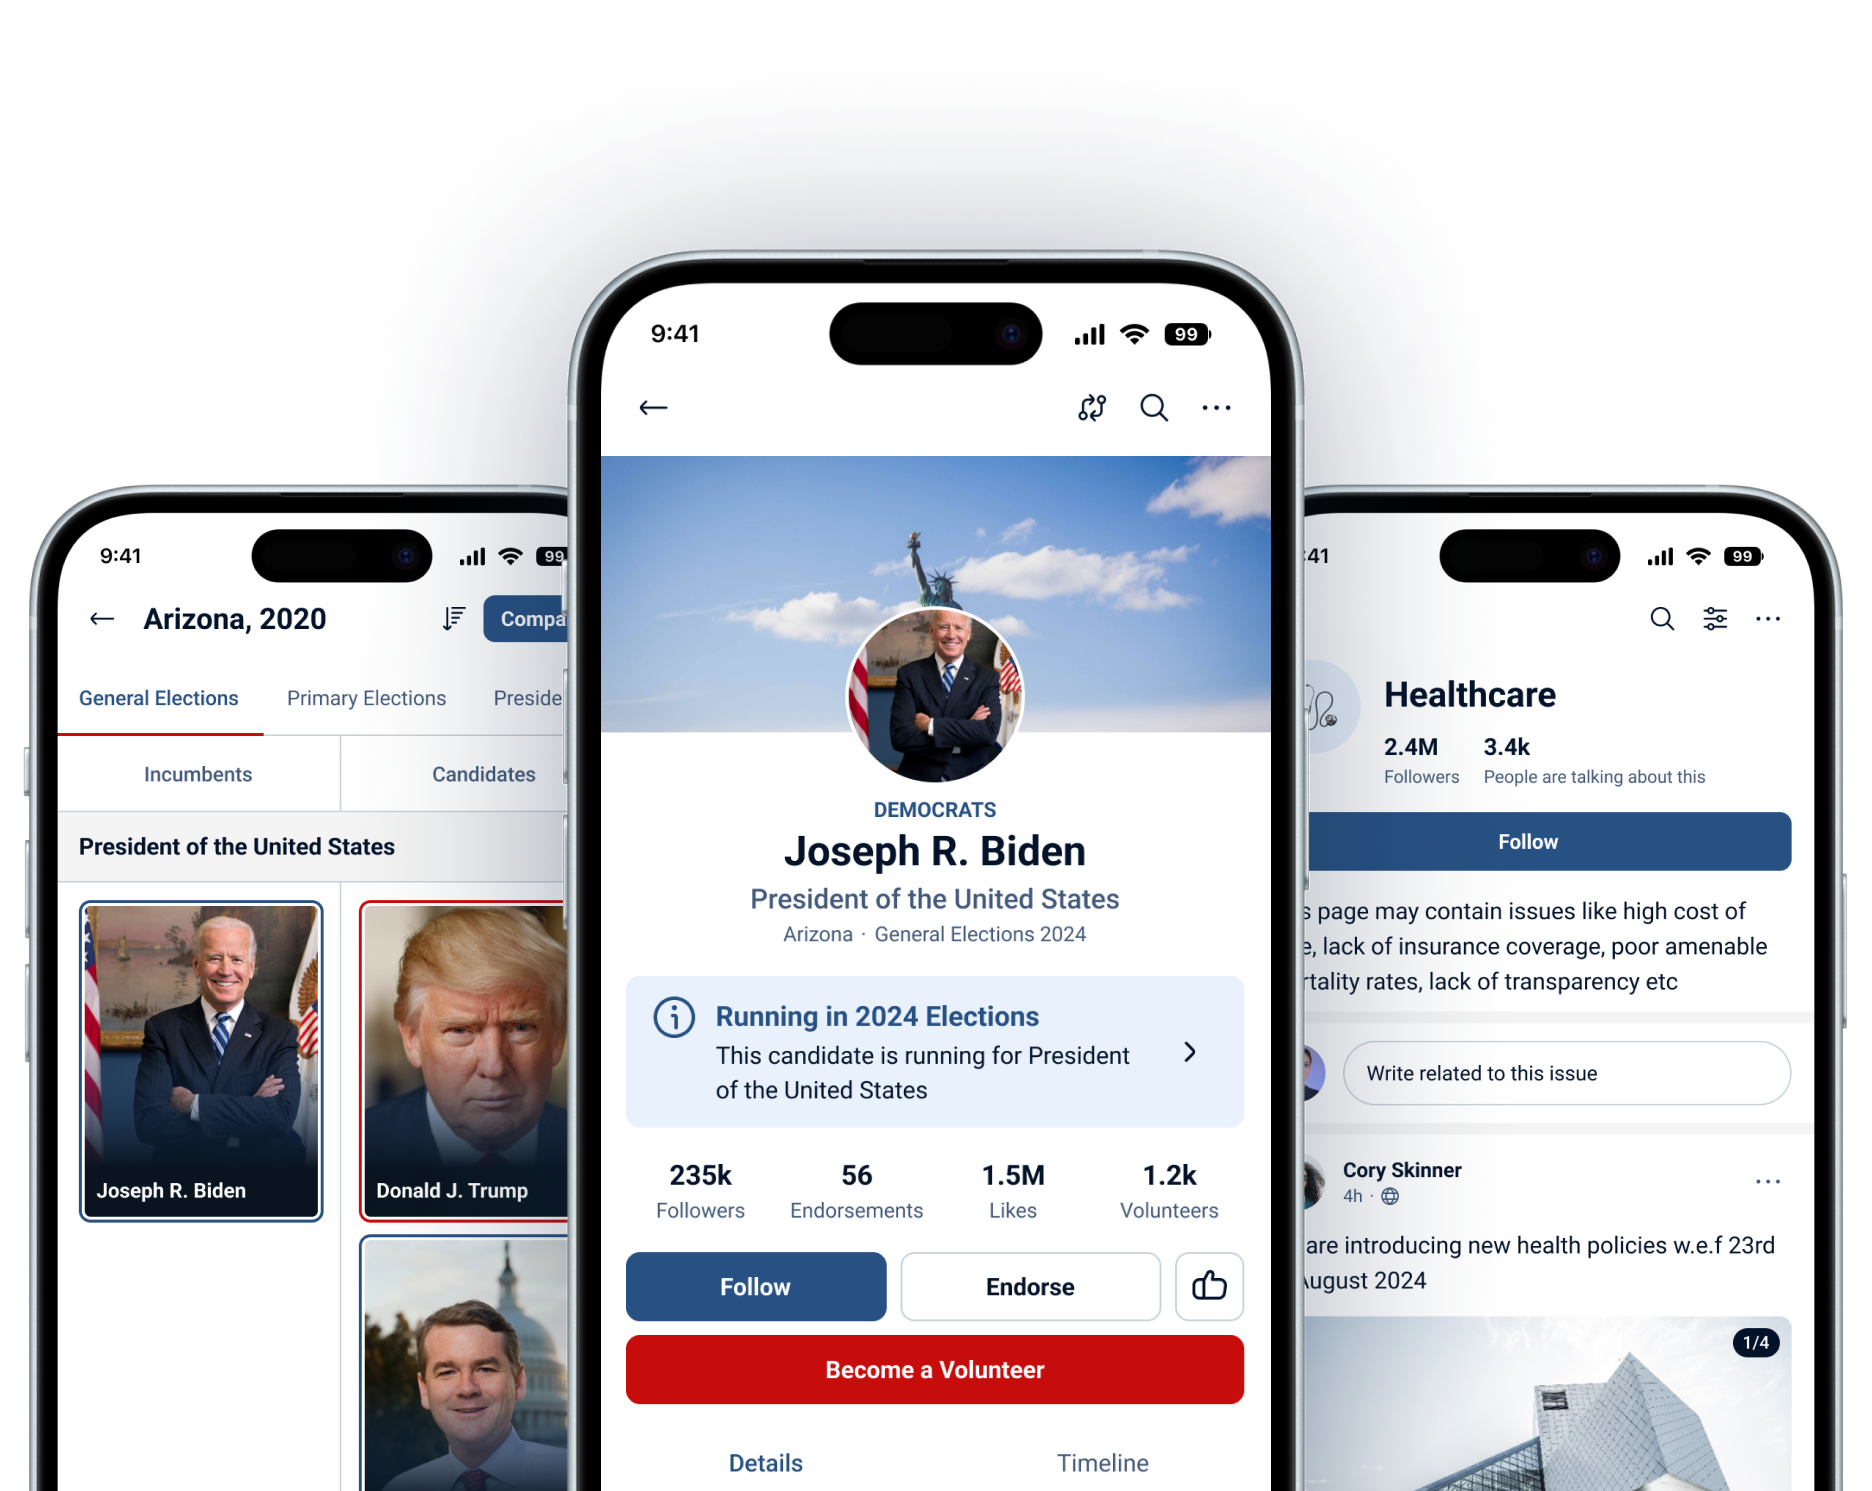 9:41
99
Arizona, 2020
General Elections
Primary Elections
Incumbents
Candidates
President of the United States
Joseph R. Biden
Donald J. Trump
9:41
99
DEMOCRATS
Joseph R. Biden
President of the United States
Arizona · General Elections 2024
Running in 2024 Elections
This candidate is running for President
of the United States
235k
Followers
56
Endorsements
1.5M
Likes
1.2k
Volunteers
Follow
Endorse
Become a Volunteer
Details
Timeline
:41
99
Healthcare
2.4M
Followers
3.4k
People are talking about this
Follow
page may contain issues like high cost of
lack of insurance coverage, poor amenable
rates, lack of transparency etc
Write related to this issue
Cory Skinner
4h ·
are introducing new health policies w.e.f 23rd
August 2024
1/4